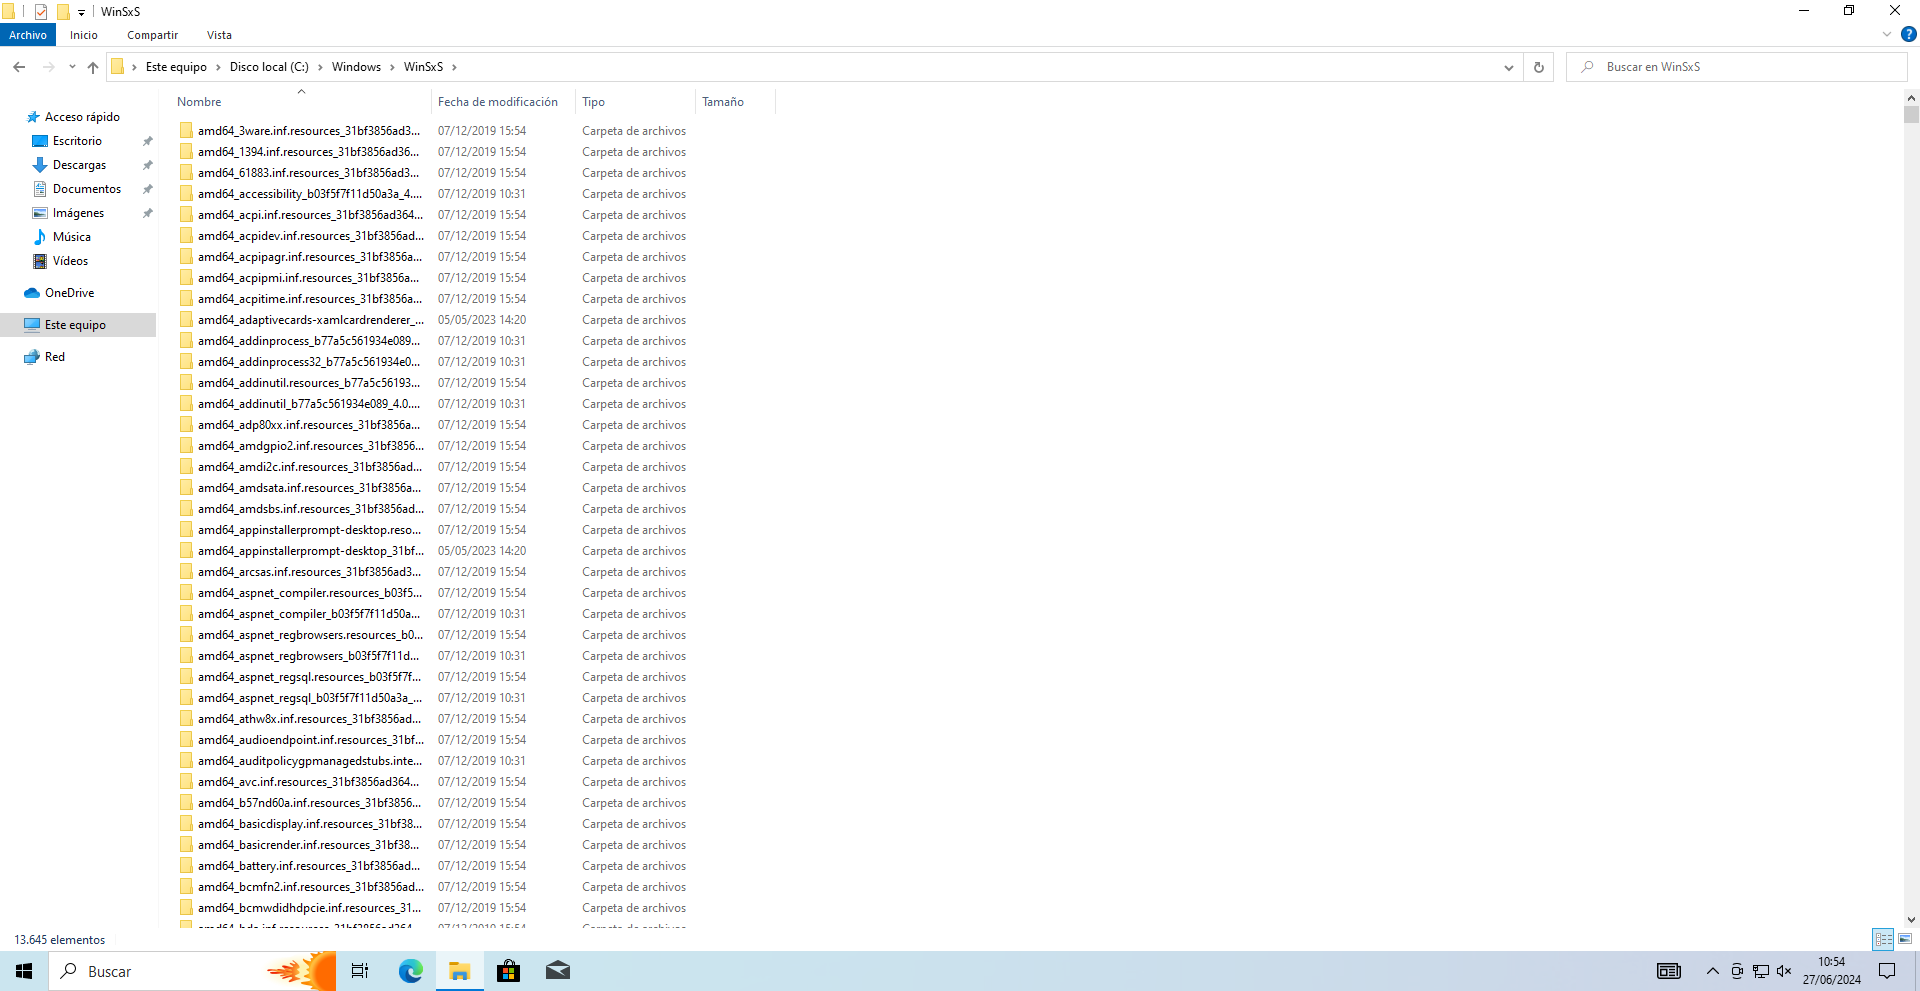 WinSxS
Archivo Inicio Compartir Vista
Este equipo Disco local (C:) Windows WinSxS
Buscar en WinSxS
Nombre Fecha de modificación Tipo Tamaño
Acceso rápido
Escritorio
Descargas
Documentos
Imágenes
Música
Vídeos
OneDrive
Este equipo
Red
amd64_3ware.inf.resources_31bf3856ad3... 07/12/2019 15:54 Carpeta de archivos
amd64_1394.inf.resources_31bf3856ad36... 07/12/2019 15:54 Carpeta de archivos
amd64_61883.inf.resources_31bf3856ad3... 07/12/2019 15:54 Carpeta de archivos
amd64_accessibility_b03f5f7f11d50a3a_4.... 07/12/2019 10:31 Carpeta de archivos
amd64_acpi.inf.resources_31bf3856ad364... 07/12/2019 15:54 Carpeta de archivos
amd64_acpidev.inf.resources_31bf3856ad... 07/12/2019 15:54 Carpeta de archivos
amd64_acpipagr.inf.resources_31bf3856a... 07/12/2019 15:54 Carpeta de archivos
amd64_acpipmi.inf.resources_31bf3856a... 07/12/2019 15:54 Carpeta de archivos
amd64_acpitime.inf.resources_31bf3856a... 07/12/2019 15:54 Carpeta de archivos
amd64_adaptivecards-xamlcardrenderer_... 05/05/2023 14:20 Carpeta de archivos
amd64_addinprocess_b77a5c561934e089... 07/12/2019 10:31 Carpeta de archivos
amd64_addinprocess32_b77a5c561934e0... 07/12/2019 10:31 Carpeta de archivos
amd64_addinutil.resources_b77a5c56193... 07/12/2019 15:54 Carpeta de archivos
amd64_addinutil_b77a5c561934e089_4.0.... 07/12/2019 10:31 Carpeta de archivos
amd64_adp80xx.inf.resources_31bf3856a... 07/12/2019 15:54 Carpeta de archivos
amd64_amdgpio2.inf.resources_31bf3856... 07/12/2019 15:54 Carpeta de archivos
amd64_amdi2c.inf.resources_31bf3856ad... 07/12/2019 15:54 Carpeta de archivos
amd64_amdsata.inf.resources_31bf3856a... 07/12/2019 15:54 Carpeta de archivos
amd64_amdsbs.inf.resources_31bf3856ad... 07/12/2019 15:54 Carpeta de archivos
amd64_appinstallerprompt-desktop.reso... 07/12/2019 15:54 Carpeta de archivos
amd64_appinstallerprompt-desktop_31bf... 05/05/2023 14:20 Carpeta de archivos
amd64_arcsas.inf.resources_31bf3856ad3... 07/12/2019 15:54 Carpeta de archivos
amd64_aspnet_compiler.resources_b03f5... 07/12/2019 15:54 Carpeta de archivos
amd64_aspnet_compiler_b03f5f7f11d50a... 07/12/2019 10:31 Carpeta de archivos
amd64_aspnet_regbrowsers.resources_b0... 07/12/2019 15:54 Carpeta de archivos
amd64_aspnet_regbrowsers_b03f5f7f11d... 07/12/2019 10:31 Carpeta de archivos
amd64_aspnet_regsql.resources_b03f5f7f... 07/12/2019 15:54 Carpeta de archivos
amd64_aspnet_regsql_b03f5f7f11d50a3a_... 07/12/2019 10:31 Carpeta de archivos
amd64_athw8x.inf.resources_31bf3856ad... 07/12/2019 15:54 Carpeta de archivos
amd64_audioendpoint.inf.resources_31bf... 07/12/2019 15:54 Carpeta de archivos
amd64_auditpolicygpmanagedstubs.inte... 07/12/2019 10:31 Carpeta de archivos
amd64_avc.inf.resources_31bf3856ad364... 07/12/2019 15:54 Carpeta de archivos
amd64_b57nd60a.inf.resources_31bf3856... 07/12/2019 15:54 Carpeta de archivos
amd64_basicdisplay.inf.resources_31bf38... 07/12/2019 15:54 Carpeta de archivos
amd64_basicrender.inf.resources_31bf38... 07/12/2019 15:54 Carpeta de archivos
amd64_battery.inf.resources_31bf3856ad... 07/12/2019 15:54 Carpeta de archivos
amd64_bcmfn2.inf.resources_31bf3856ad... 07/12/2019 15:54 Carpeta de archivos
amd64_bcmwdidhdpcie.inf.resources_31... 07/12/2019 15:54 Carpeta de archivos
13.645 elementos
Buscar
10:54
27/06/2024